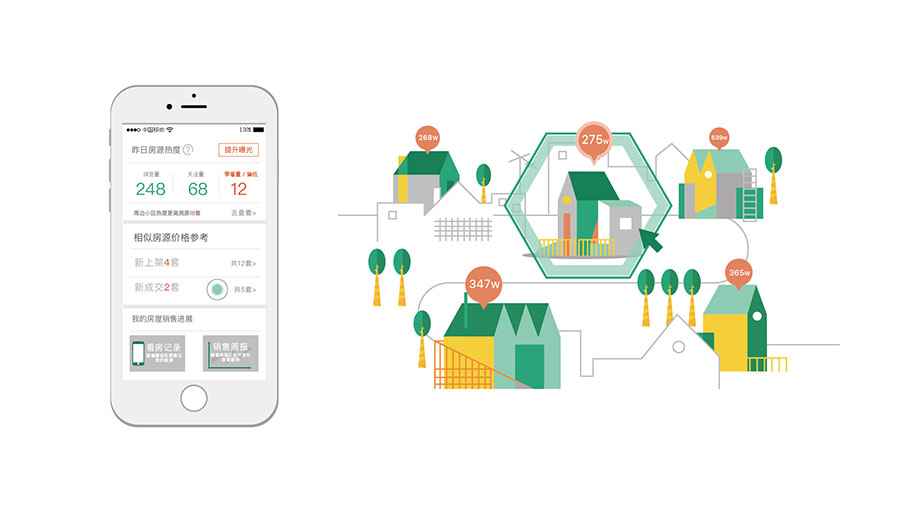 中国移动
昨日房源热度 ?
提升曝光
浏览量
关注量
带看量 / 偏低
248
68
12
去查看>
相似房源价格参考
新上架4套
共12套>
新成交2套
共5套>
我的房屋销售进展
看房记录
销售周报
268w
275w
539w
347w
365w